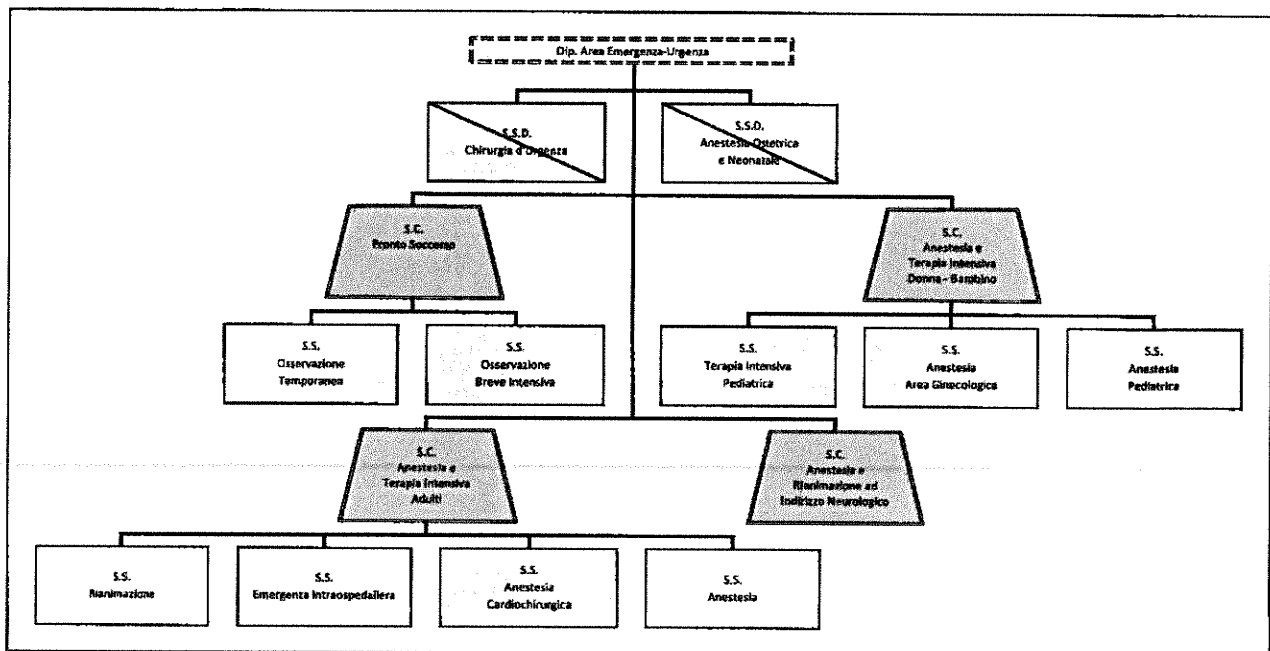 Dip. Area Emergenza-Urgenza
S.S.D.
Chirurgia d'Urgenza
S.S.D.
Anestesia Ostetrica
e Neonatale
S.C.
Pronto Soccorso
S.C.
Anestesia e
Terapia Intensiva
Donna - Bambino
S.S.
Osservazione
Temporanea
S.S.
Osservazione
Breve Intensiva
S.S.
Terapia Intensiva
Pediatrica
S.S.
Anestesia
Area Ginecologica
S.S.
Anestesia
Pediatrica
S.C.
Anestesia e
Terapia Intensiva
Adulti
S.C.
Anestesia e
Rianimazione ad
Indirizzo Neurologico
S.S.
Rianimazione
S.S.
Emergenza Intraospedaliera
S.S.
Anestesia
Cardiochirurgica
S.S.
Anestesia